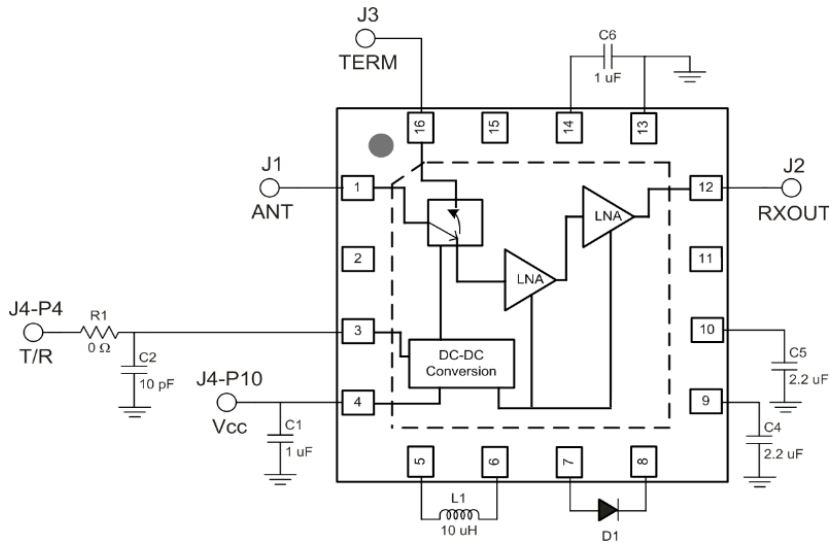 J3
TERM
C6
1 uF
16
15
14
13
J1
ANT
1
LNA
12
J2
RXOUT
2
LNA
11
J4-P4
T/R
R1
0 Ω
C2
10 pF
3
10
C5
2.2 uF
DC-DC
Conversion
J4-P10
Vcc
C1
1 uF
4
9
C4
2.2 uF
5
6
7
8
L1
10 uH
D1